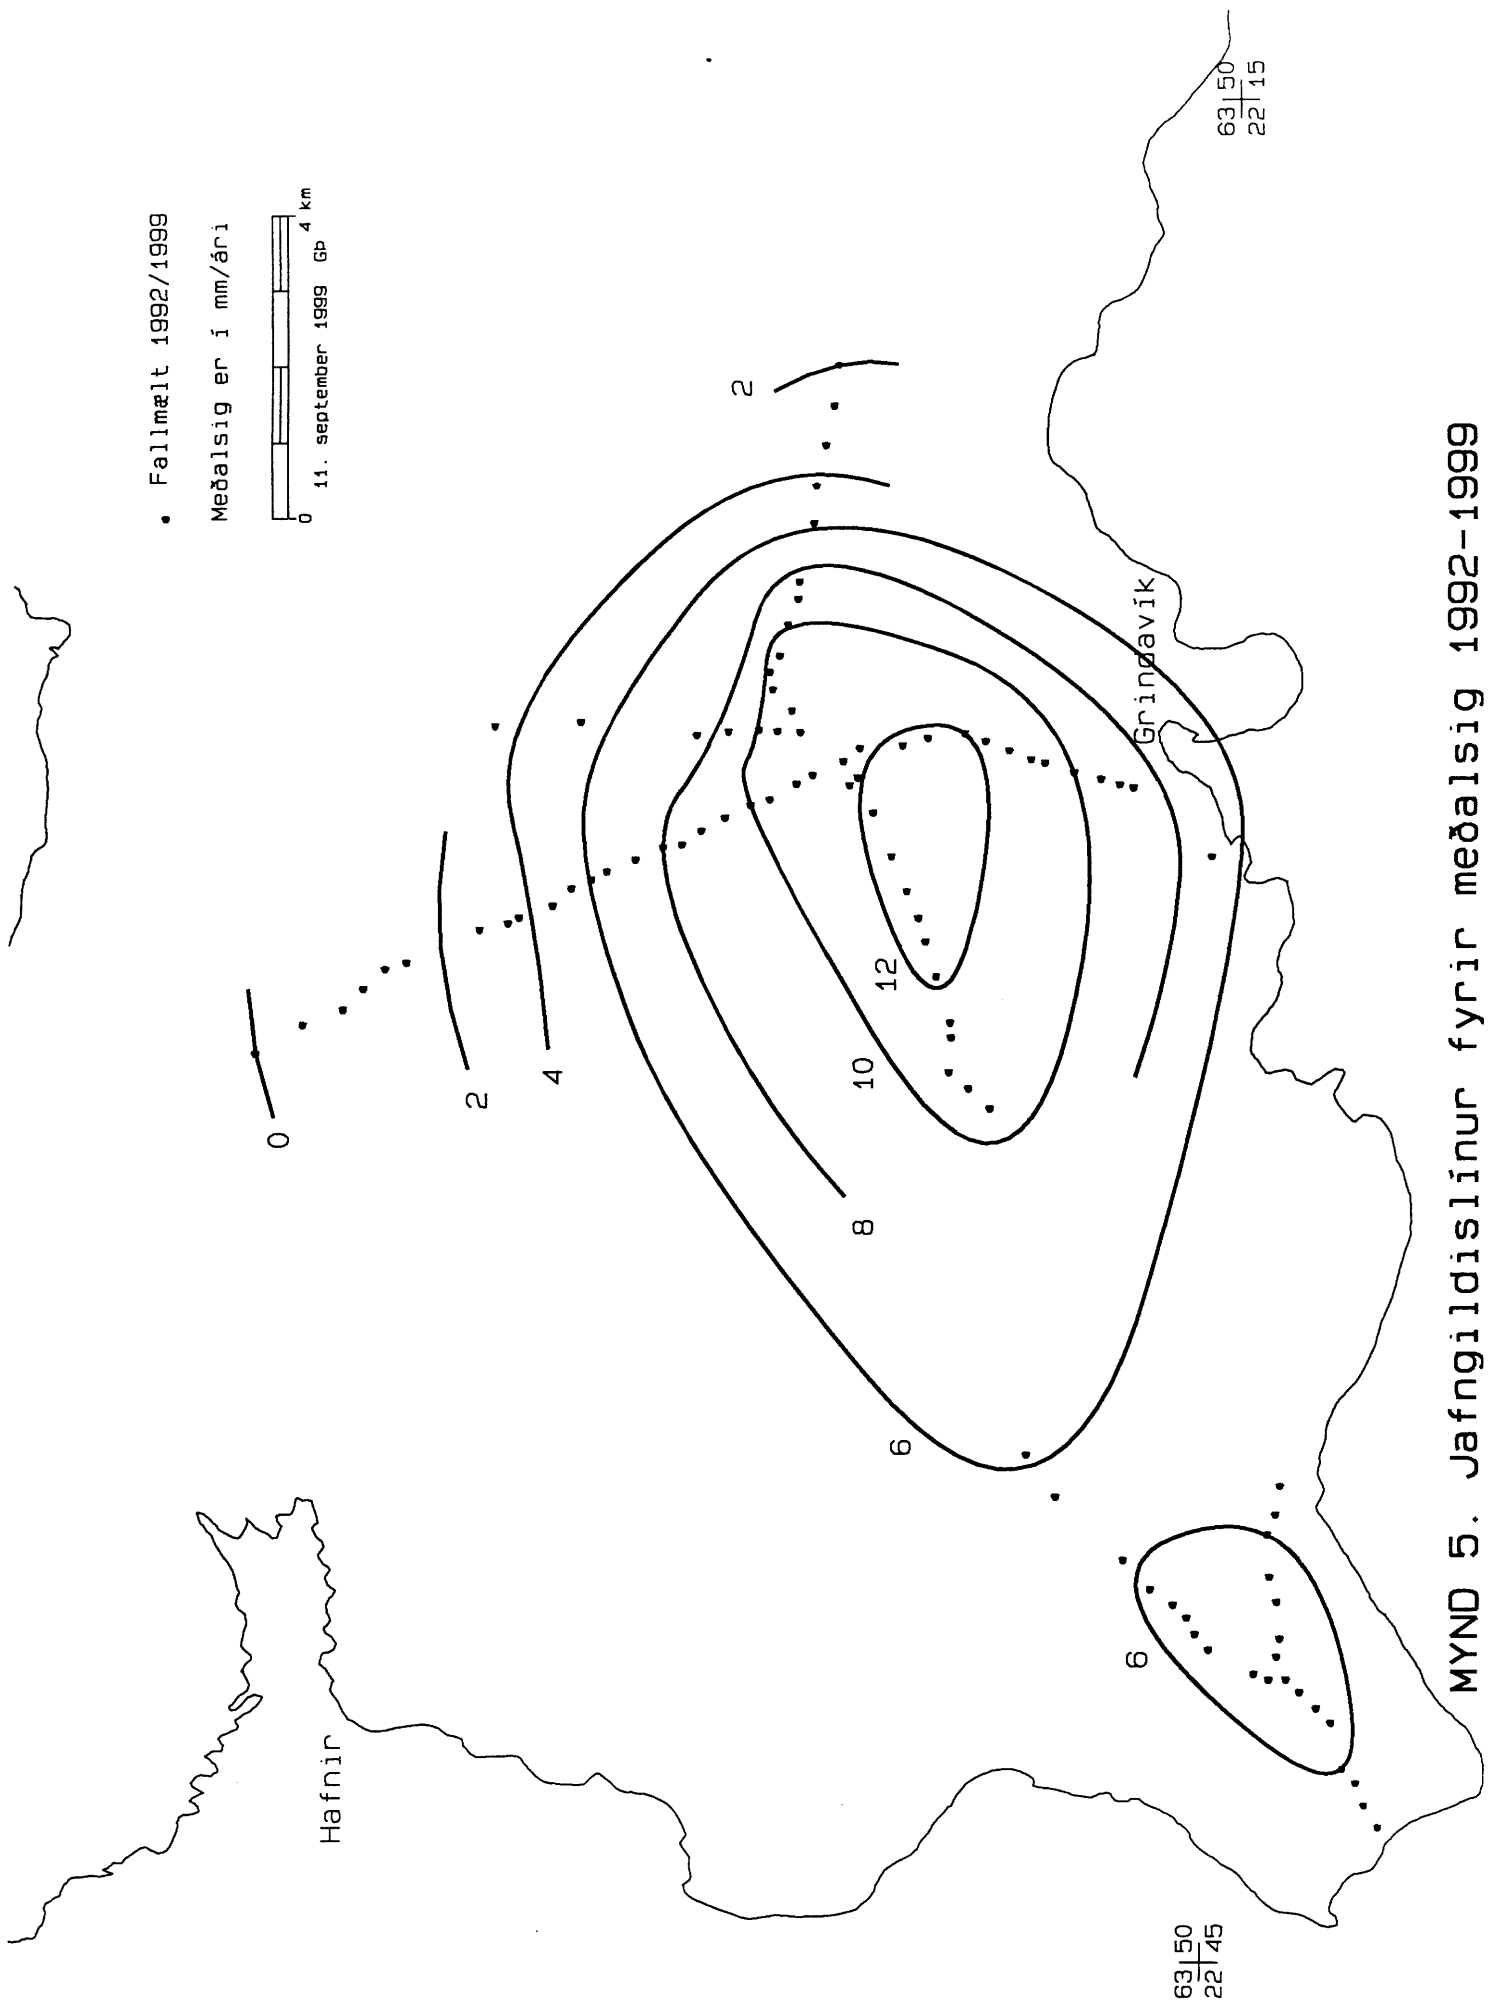 • Fallmælt 1992/1999
Meðalsig er í mm/ári
0 4 km
11. september 1999 GÞ
2
0
2
4
12
10
8
6
6
Hafnir
Grindavík
63 50
22 15
63 50
22 45
MYND 5. Jafngildislínur fyrir meðalsig 1992-1999